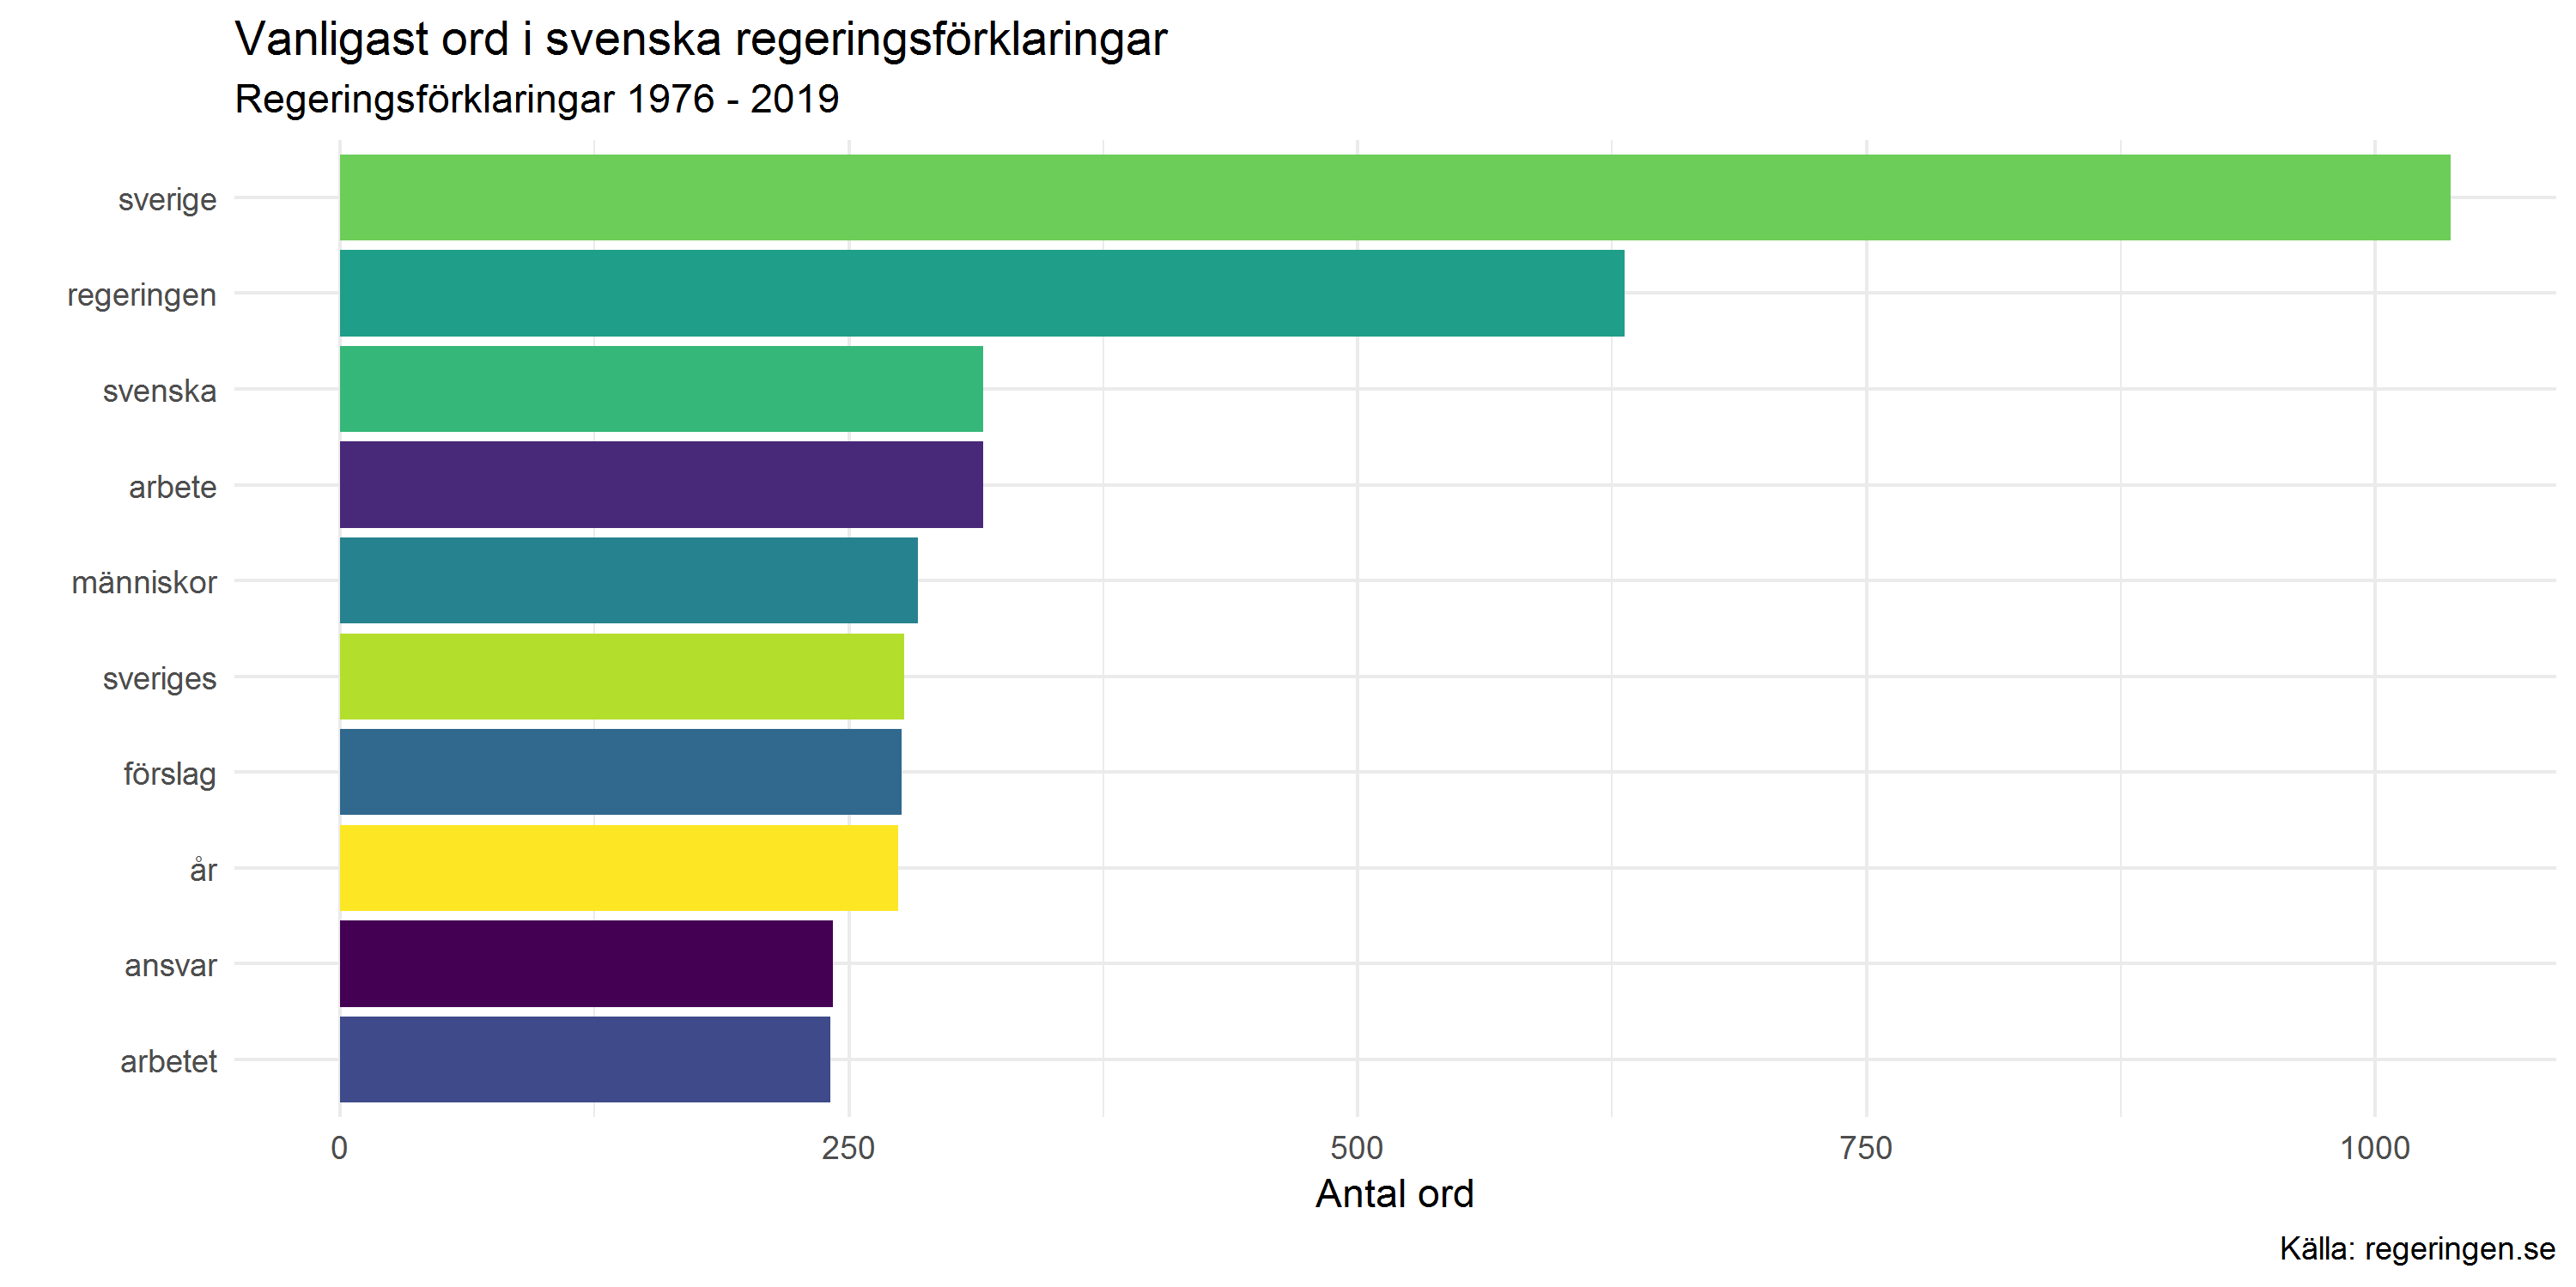 Vanligast ord i svenska regeringsförklaringar
Regeringsförklaringar 1976 - 2019
sverige
regeringen
svenska
arbete
människor
sveriges
förslag
år
ansvar
arbetet
0 250 500 750 1000
Antal ord
Källa: regeringen.se